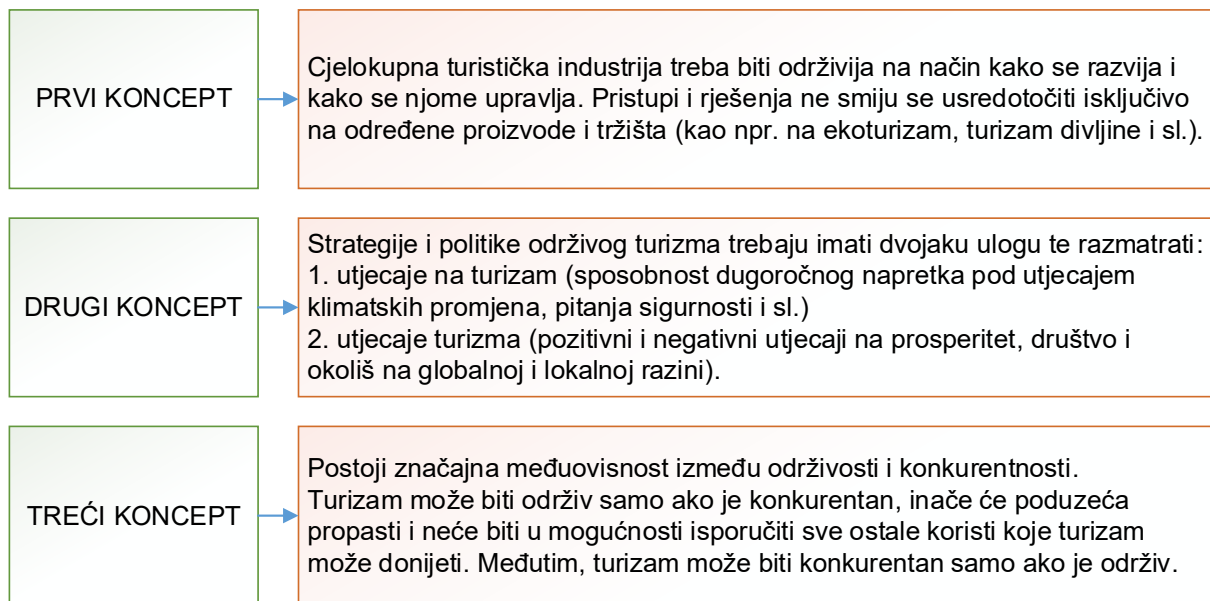 PRVI KONCEPT
Cjelokupna turistička industrija treba biti održivija na način kako se razvija i
kako se njome upravlja. Pristupi i rješenja ne smiju se usredotočiti isključivo
na određene proizvode i tržišta (kao npr. na ekoturizam, turizam divljine i sl.).
DRUGI KONCEPT
Strategije i politike održivog turizma trebaju imati dvojaku ulogu te razmatrati:
1. utjecaje na turizam (sposobnost dugoročnog napretka pod utjecajem
klimatskih promjena, pitanja sigurnosti i sl.)
2. utjecaje turizma (pozitivni i negativni utjecaji na prosperitet, društvo i
okoliš na globalnoj i lokalnoj razini).
TREĆI KONCEPT
Postoji značajna međuovisnost između održivosti i konkurentnosti.
Turizam može biti održiv samo ako je konkurentan, inače će poduzeća
propasti i neće biti u mogućnosti isporučiti sve ostale koristi koje turizam
može donijeti. Međutim, turizam može biti konkurentan samo ako je održiv.